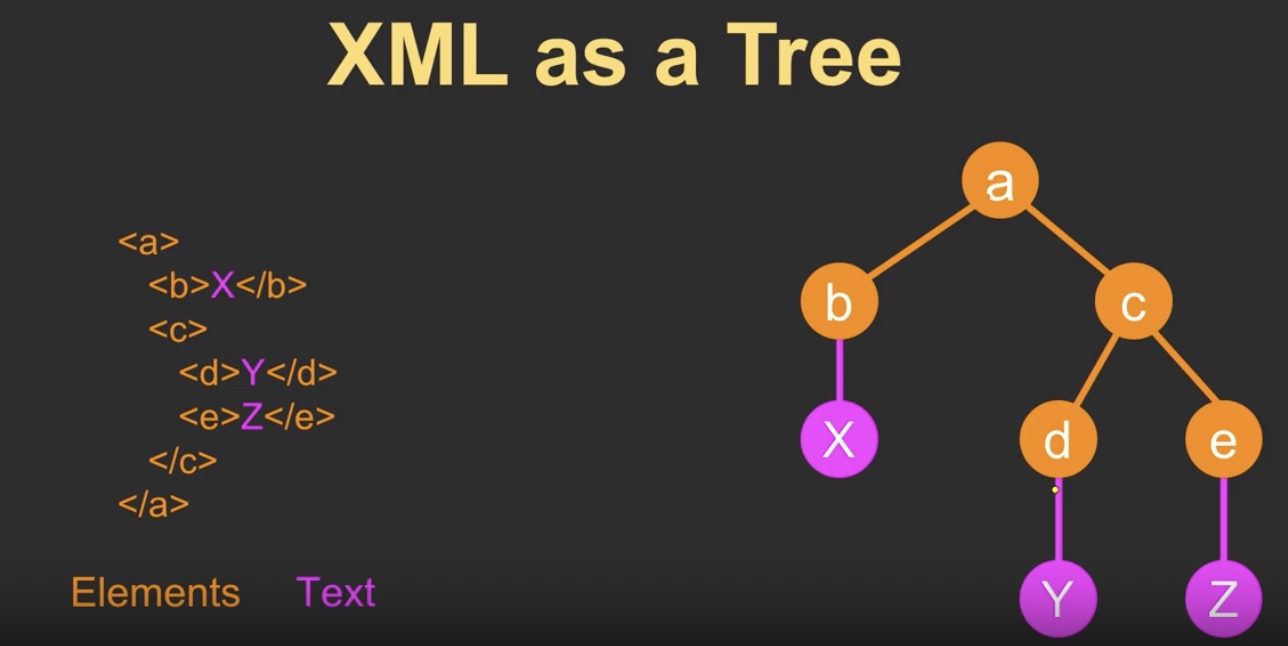 XML as a Tree
<a>
<b>X</b>
<c>
<d>Y</d>
<e>Z</e>
</c>
</a>
Elements Text
a
b c
X d e
Y Z